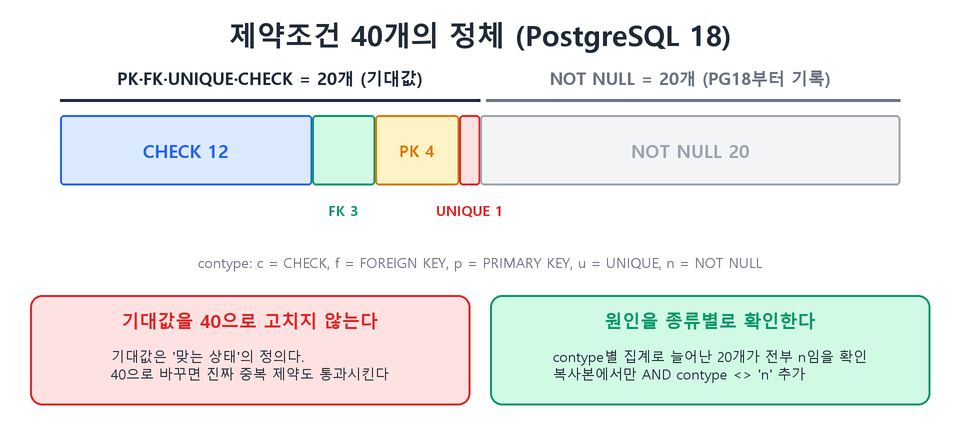 제약조건 40개의 정체 (PostgreSQL 18)
PK·FK·UNIQUE·CHECK = 20개 (기대값)
NOT NULL = 20개 (PG18부터 기록)
CHECK 12
PK 4
NOT NULL 20
FK 3
UNIQUE 1
contype: c = CHECK, f = FOREIGN KEY, p = PRIMARY KEY, u = UNIQUE, n = NOT NULL
기대값을 40으로 고치지 않는다
기대값은 '맞는 상태'의 정의다.
40으로 바꾸면 진짜 중복 제약도 통과시킨다
원인을 종류별로 확인한다
contype별 집계로 늘어난 20개가 전부 n임을 확인
복사본에서만 AND contype <> 'n' 추가